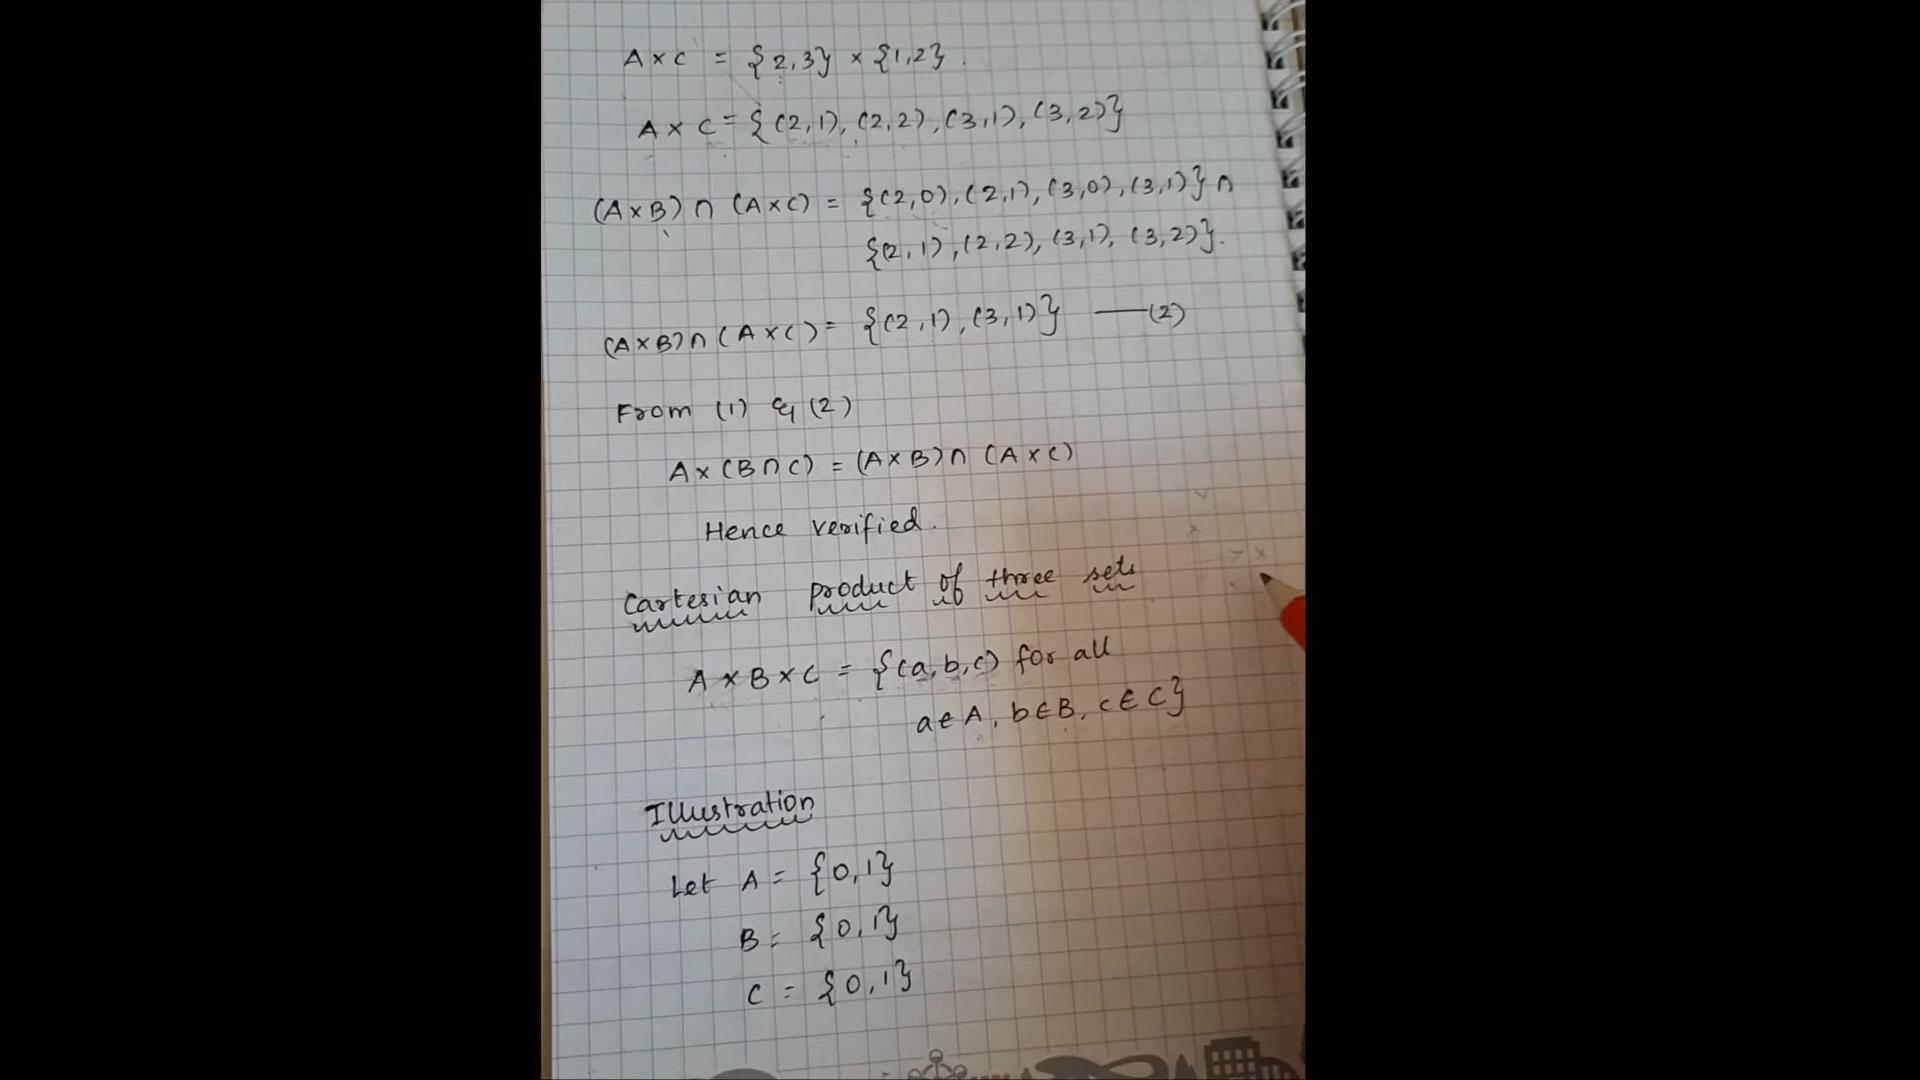 A × C = {2,3} × {1,2}.
A × C = {(2,1), (2,2), (3,1), (3,2)}
(A×B) ∩ (A×C) = {(2,0), (2,1), (3,0), (3,1)} ∩
{(2,1), (2,2), (3,1), (3,2)}.
(A×B) ∩ (A×C) = {(2,1), (3,1)} —(2)
From (1) & (2)
A × (B∩C) = (A×B) ∩ (A×C)
Hence verified.
Cartesian product of three sets
A × B × C = {(a,b,c) for all
a∈A, b∈B, c∈C}
Illustration
Let A = {0,1}
B = {0,1}
C = {0,1}